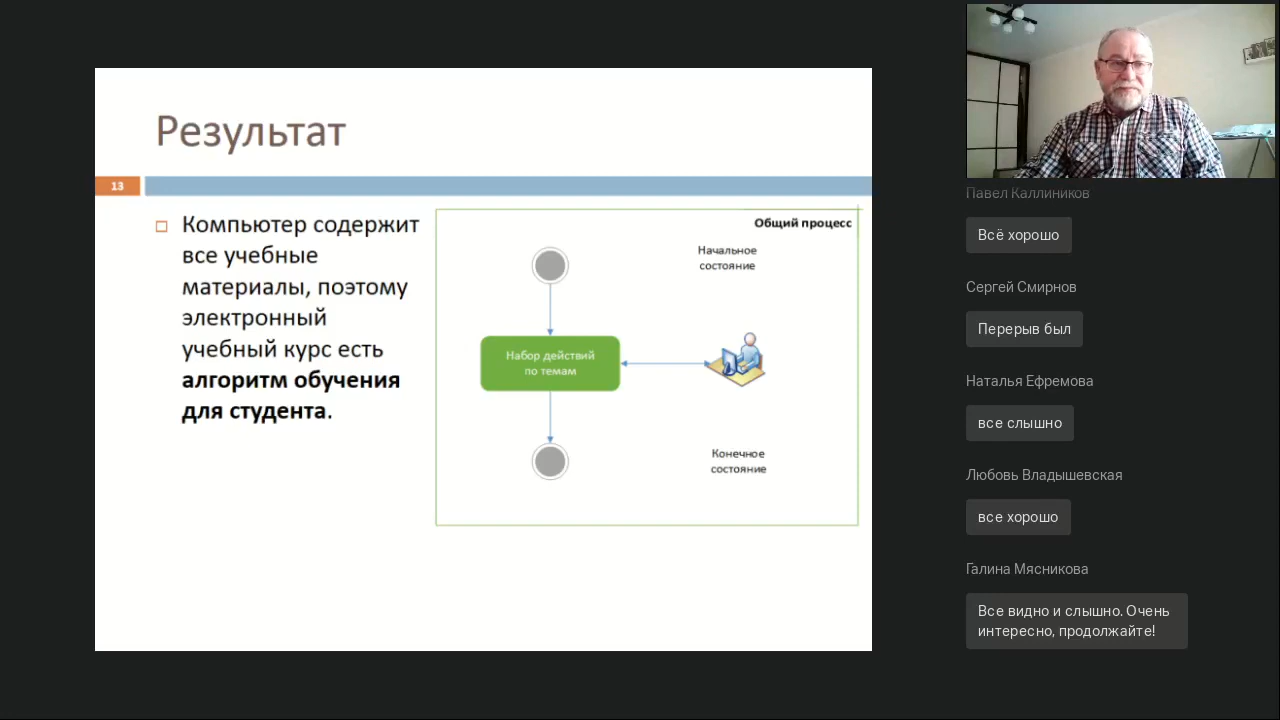 Результат
13
Компьютер содержит
все учебные
материалы, поэтому
электронный
учебный курс есть
алгоритм обучения
для студента.
Общий процесс
Начальное
состояние
Набор действий
по темам
Конечное
состояние
Павел Каллиников
Всё хорошо
Сергей Смирнов
Перерыв был
Наталья Ефремова
все слышно
Любовь Владышевская
все хорошо
Галина Мясникова
Все видно и слышно. Очень
интересно, продолжайте!